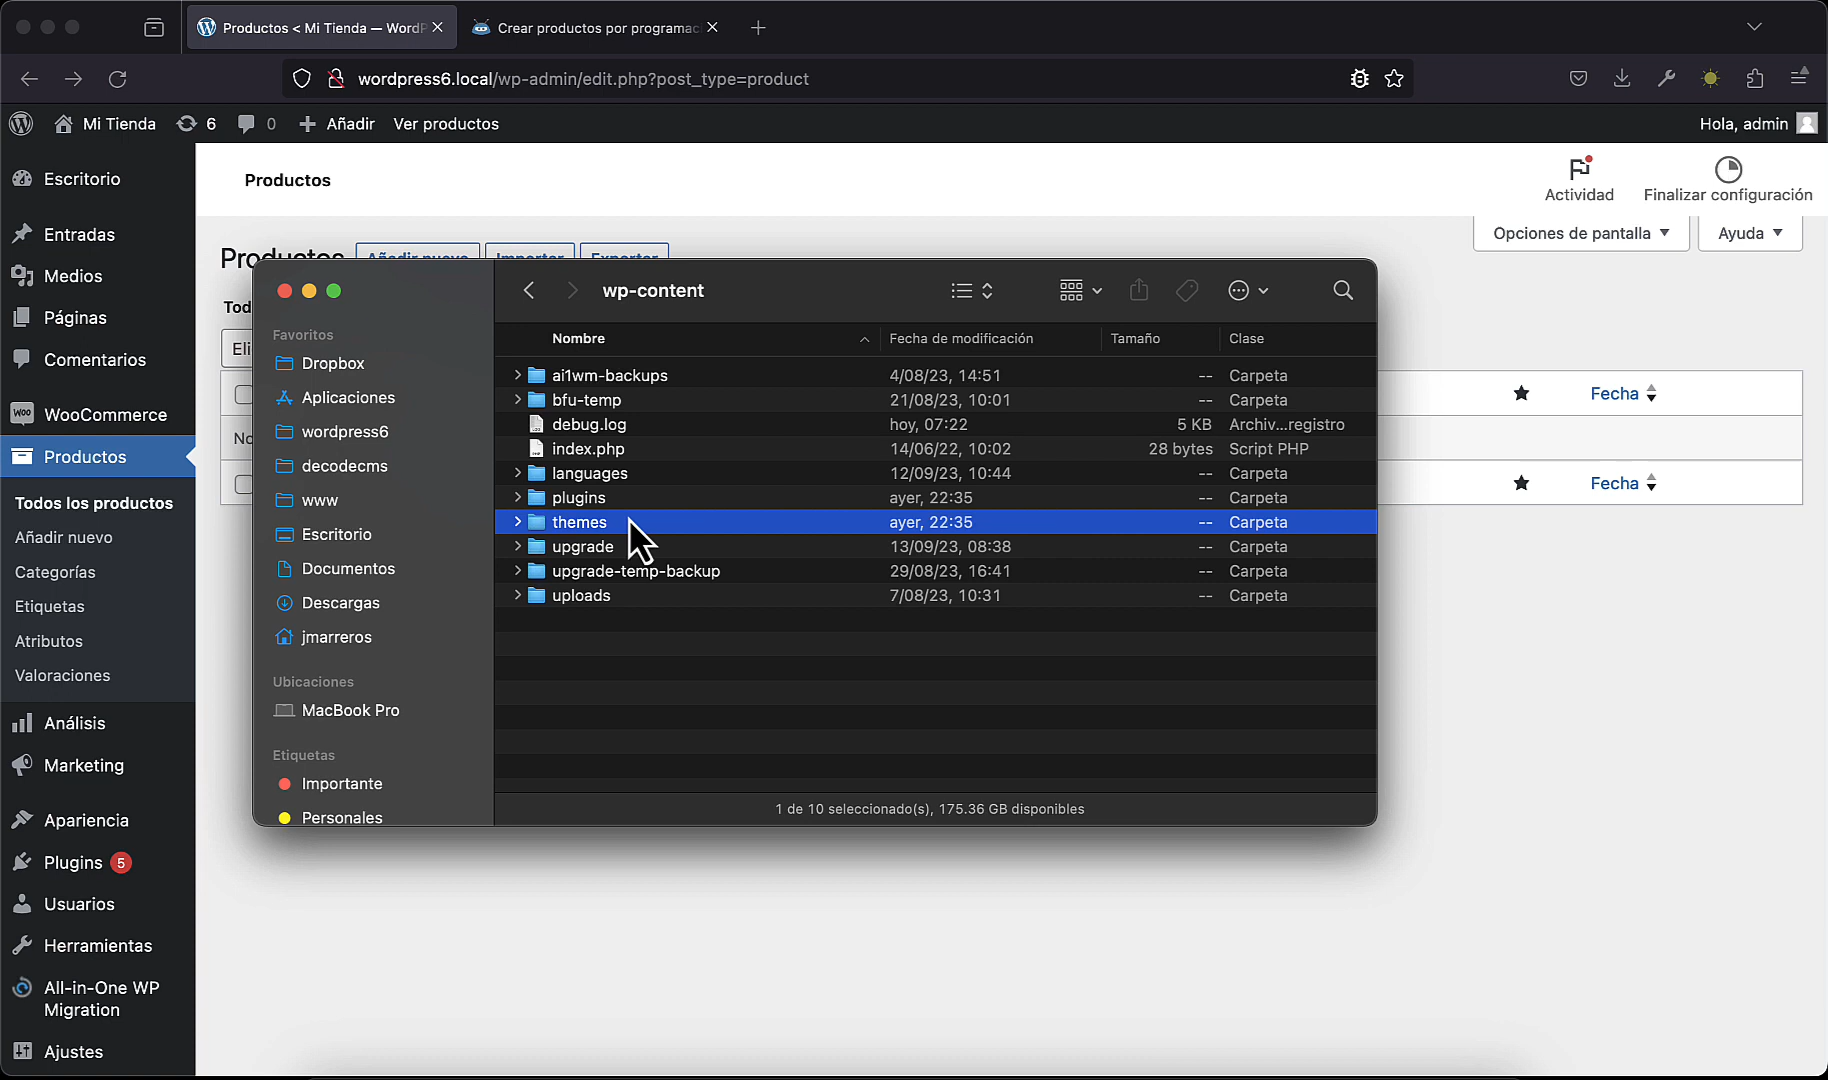 Productos < Mi Tienda — WordP
Crear productos por programac
wordpress6.local/wp-admin/edit.php?post_type=product
Mi Tienda
6
0
Añadir
Ver productos
Hola, admin
Escritorio
Entradas
Medios
Páginas
Comentarios
WooCommerce
Productos
Todos los productos
Añadir nuevo
Categorías
Etiquetas
Atributos
Valoraciones
Análisis
Marketing
Apariencia
Plugins 5
Usuarios
Herramientas
All-in-One WP
Migration
Ajustes
Productos
Actividad
Finalizar configuración
Opciones de pantalla
Ayuda
Productos
Añadir nuevo
Importar
Exportar
Tod
Eli
No
Fecha
Fecha
wp-content
Favoritos
Dropbox
Aplicaciones
wordpress6
decodecms
www
Escritorio
Documentos
Descargas
jmarreros
Ubicaciones
MacBook Pro
Etiquetas
Importante
Personales
Nombre Fecha de modificación Tamaño Clase
ai1wm-backups 4/08/23, 14:51 -- Carpeta
bfu-temp 21/08/23, 10:01 -- Carpeta
debug.log hoy, 07:22 5 KB Archiv...registro
index.php 14/06/22, 10:02 28 bytes Script PHP
languages 12/09/23, 10:44 -- Carpeta
plugins ayer, 22:35 -- Carpeta
themes ayer, 22:35 -- Carpeta
upgrade 13/09/23, 08:38 -- Carpeta
upgrade-temp-backup 29/08/23, 16:41 -- Carpeta
uploads 7/08/23, 10:31 -- Carpeta
1 de 10 seleccionado(s), 175.36 GB disponibles